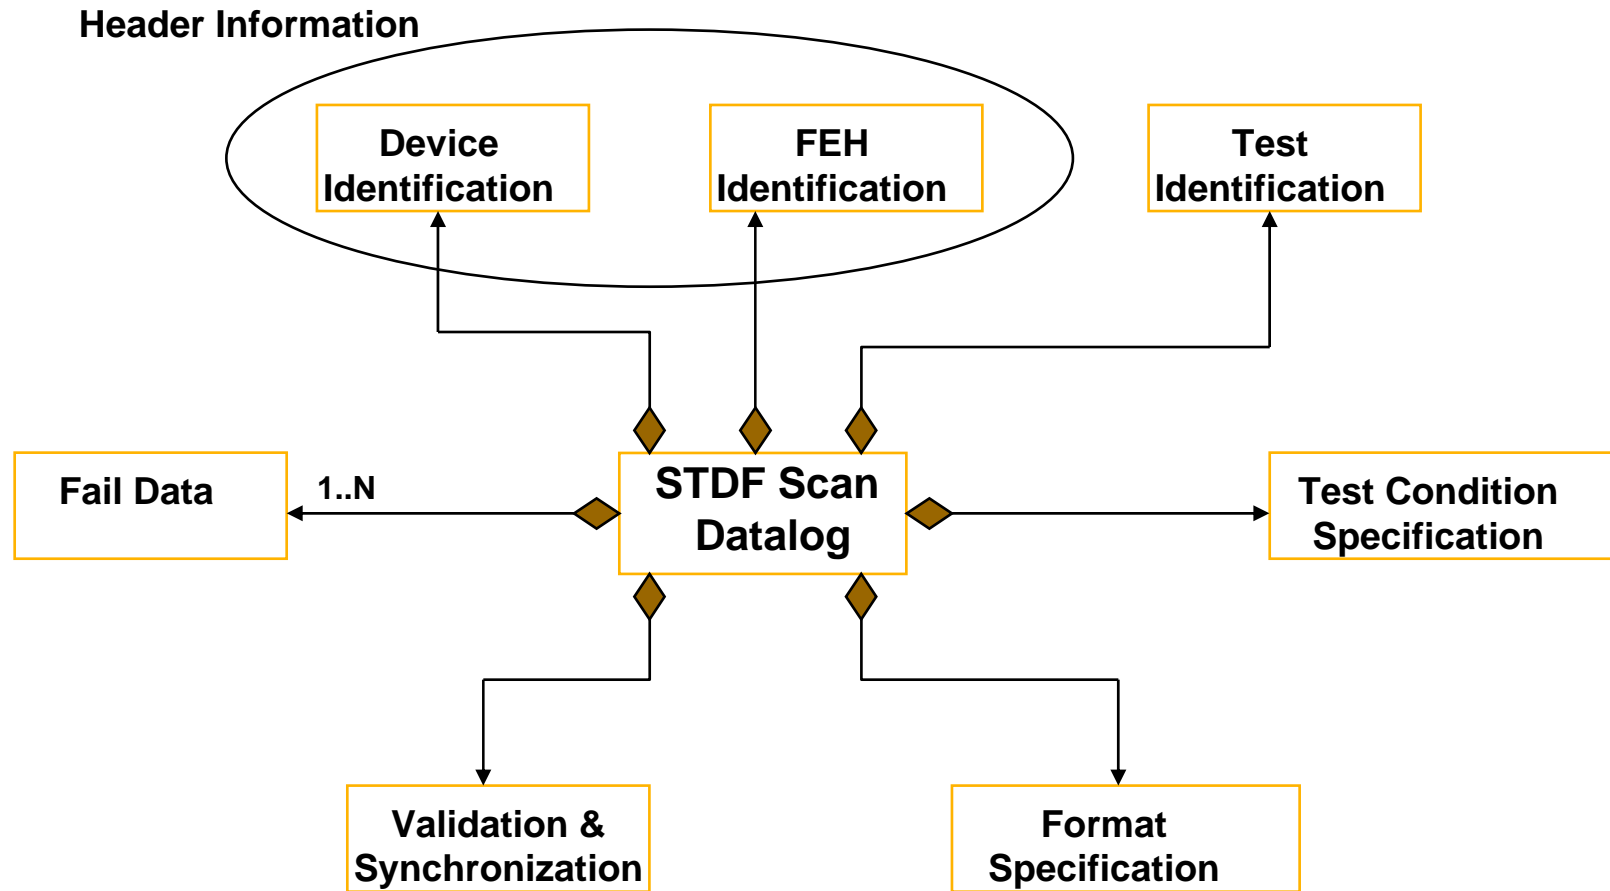 Header Information
Device
Identification
FEH
Identification
Test
Identification
Fail Data
1..N
STDF Scan
Datalog
Test Condition
Specification
Validation &
Synchronization
Format
Specification